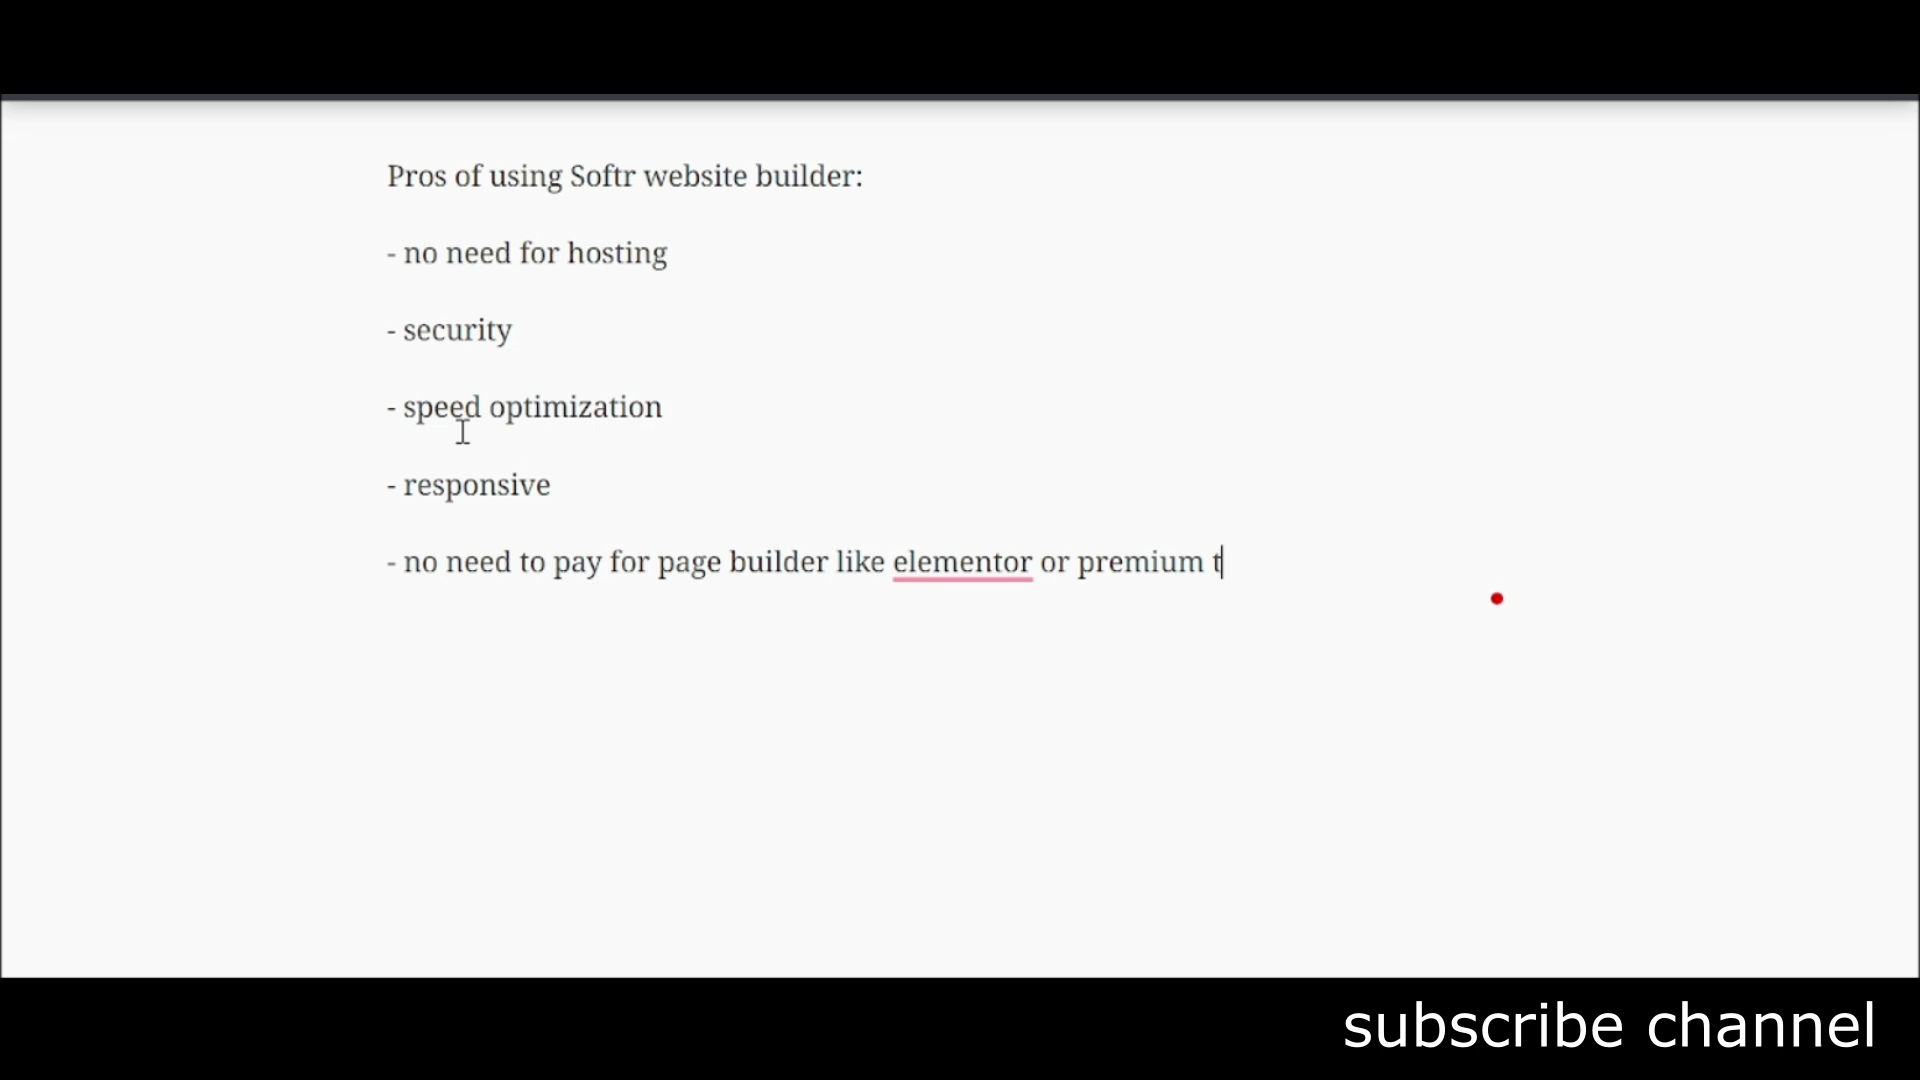 Pros of using Softr website builder:
- no need for hosting
- security
- speed optimization
- responsive
- no need to pay for page builder like elementor or premium t
subscribe channel